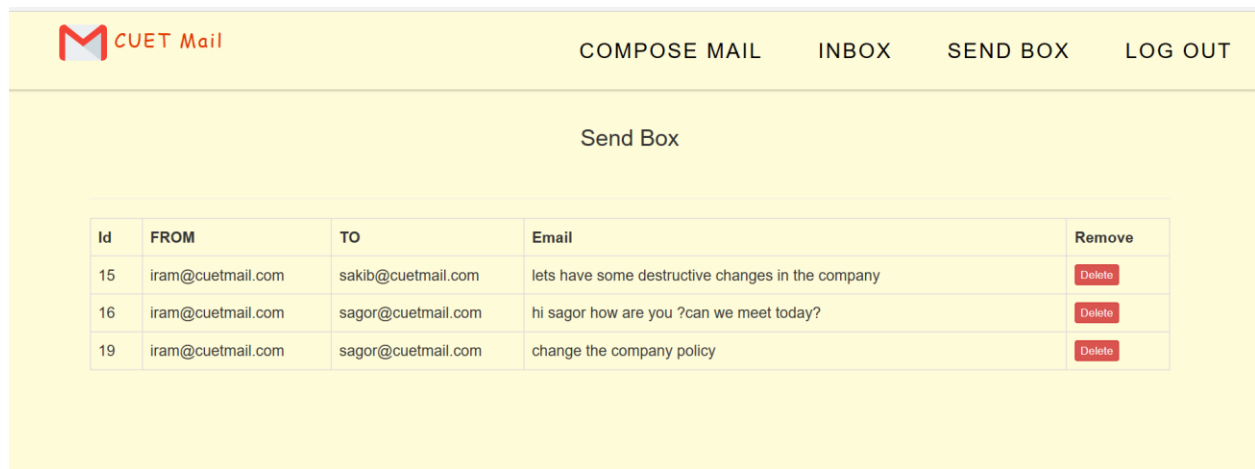 CUET Mail
COMPOSE MAIL INBOX SEND BOX LOG OUT
Send Box
Id FROM TO Email Remove
15 iram@cuetmail.com sakib@cuetmail.com lets have some destructive changes in the company Delete
16 iram@cuetmail.com sagor@cuetmail.com hi sagor how are you ?can we meet today? Delete
19 iram@cuetmail.com sagor@cuetmail.com change the company policy Delete